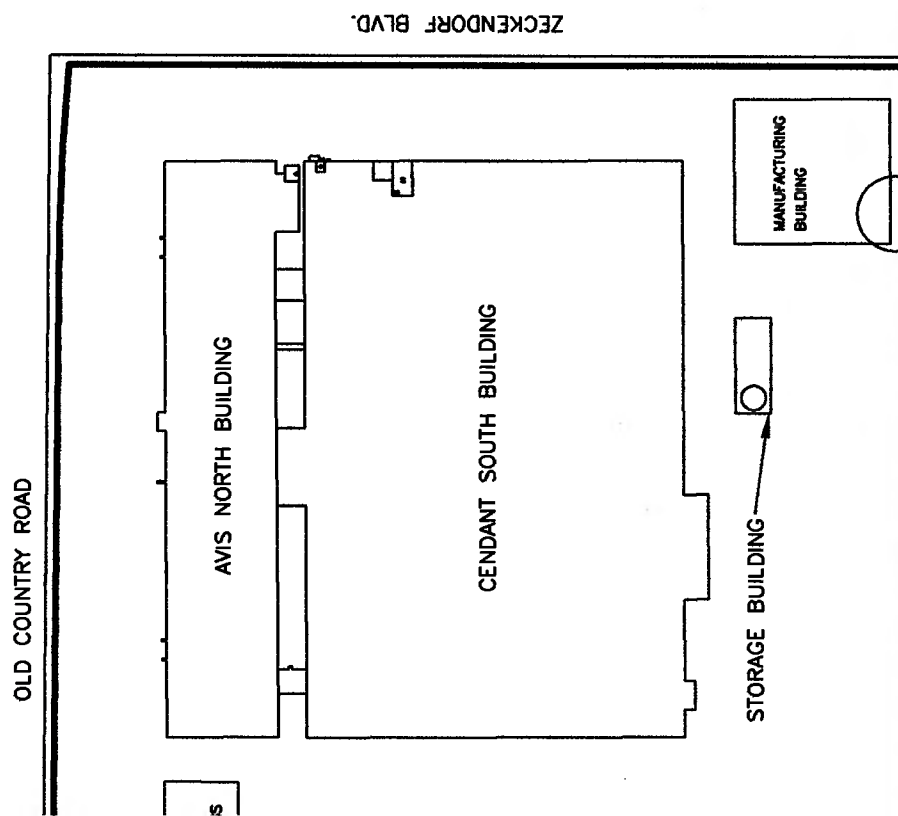 ZECKENDORF BLVD.
OLD COUNTRY ROAD
AVIS NORTH BUILDING
CENDANT SOUTH BUILDING
MANUFACTURING
BUILDING
STORAGE BUILDING